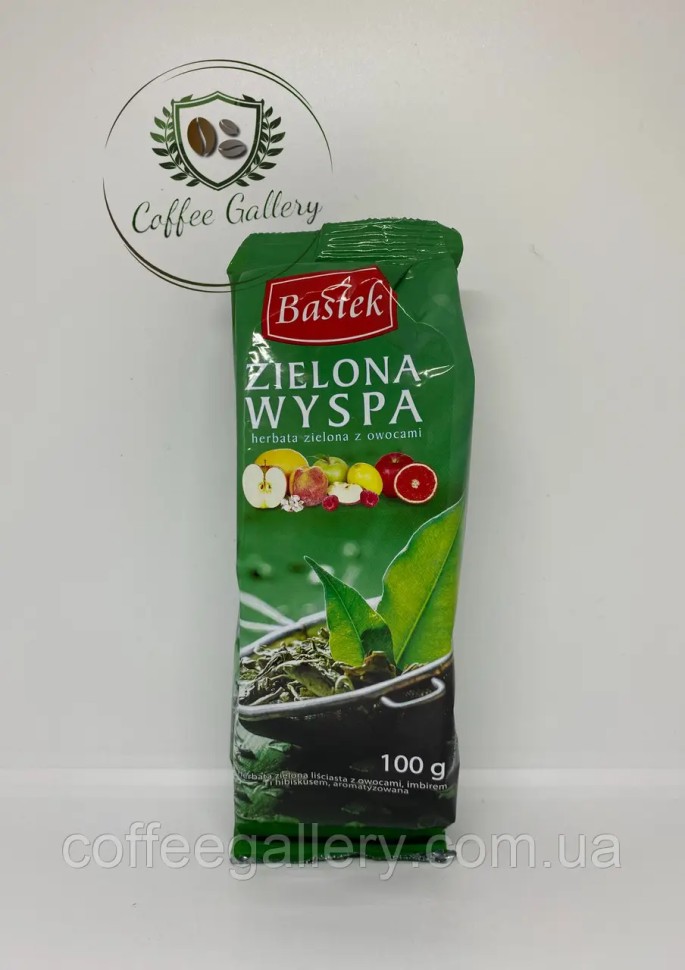 Coffee Gallery
Bastek
ZIELONA
WYSPA
herbata zielona z owocami
100 g
herbata zielona liściasta z owocami, imbirem
i hibiskusem, aromatyzowana
coffeegallery.com.ua